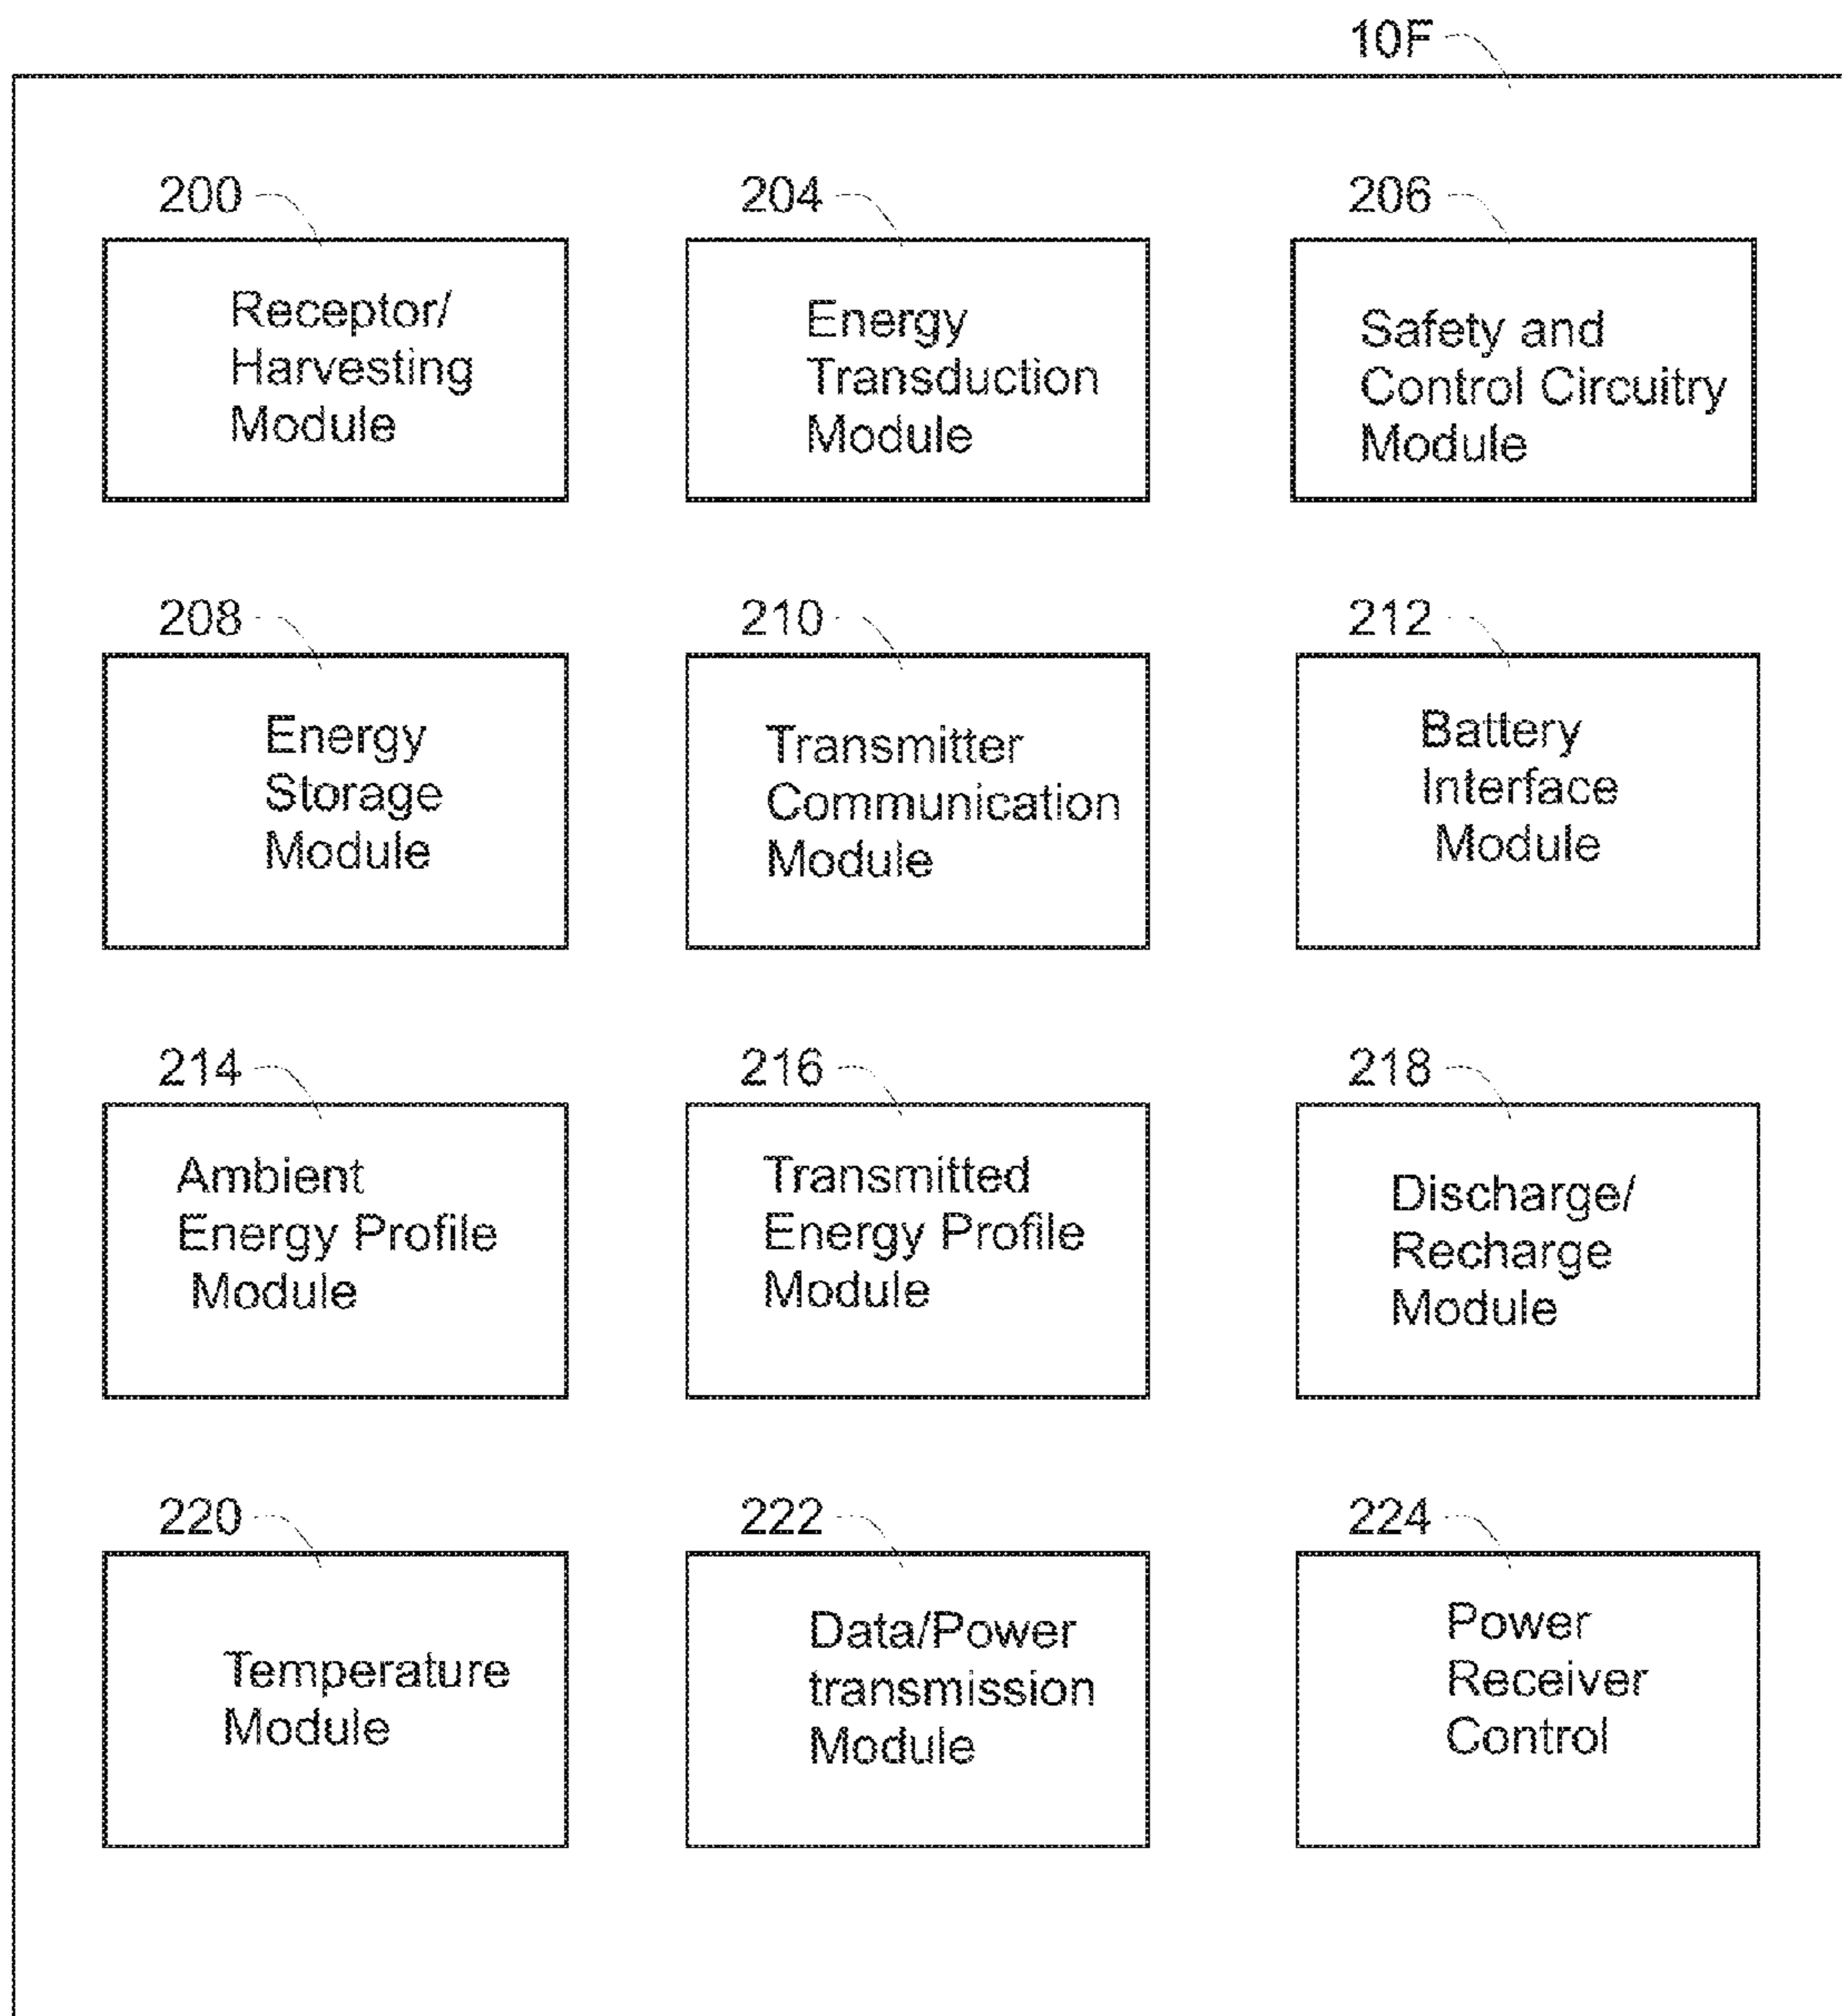 10F
200
Receptor/
Harvesting
Module
204
Energy
Transduction
Module
206
Safety and
Control Circuitry
Module
208
Energy
Storage
Module
210
Transmitter
Communication
Module
212
Battery
Interface
Module
214
Ambient
Energy Profile
Module
216
Transmitted
Energy Profile
Module
218
Discharge/
Recharge
Module
220
Temperature
Module
222
Data/Power
transmission
Module
224
Power
Receiver
Control